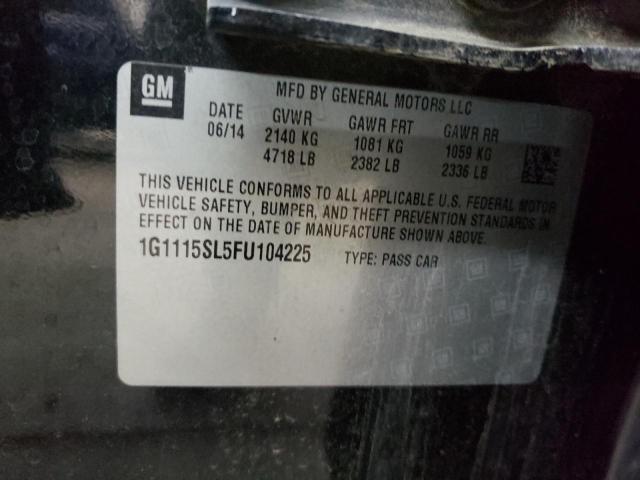 GM ®
MFD BY GENERAL MOTORS LLC
DATE GVWR GAWR FRT GAWR RR
06/14 2140 KG 1081 KG 1059 KG
4718 LB 2382 LB 2336 LB
THIS VEHICLE CONFORMS TO ALL APPLICABLE U.S. FEDERAL MOTOR
VEHICLE SAFETY, BUMPER, AND THEFT PREVENTION STANDARDS IN
EFFECT ON THE DATE OF MANUFACTURE SHOWN ABOVE.
1G1115SL5FU104225 TYPE: PASS CAR